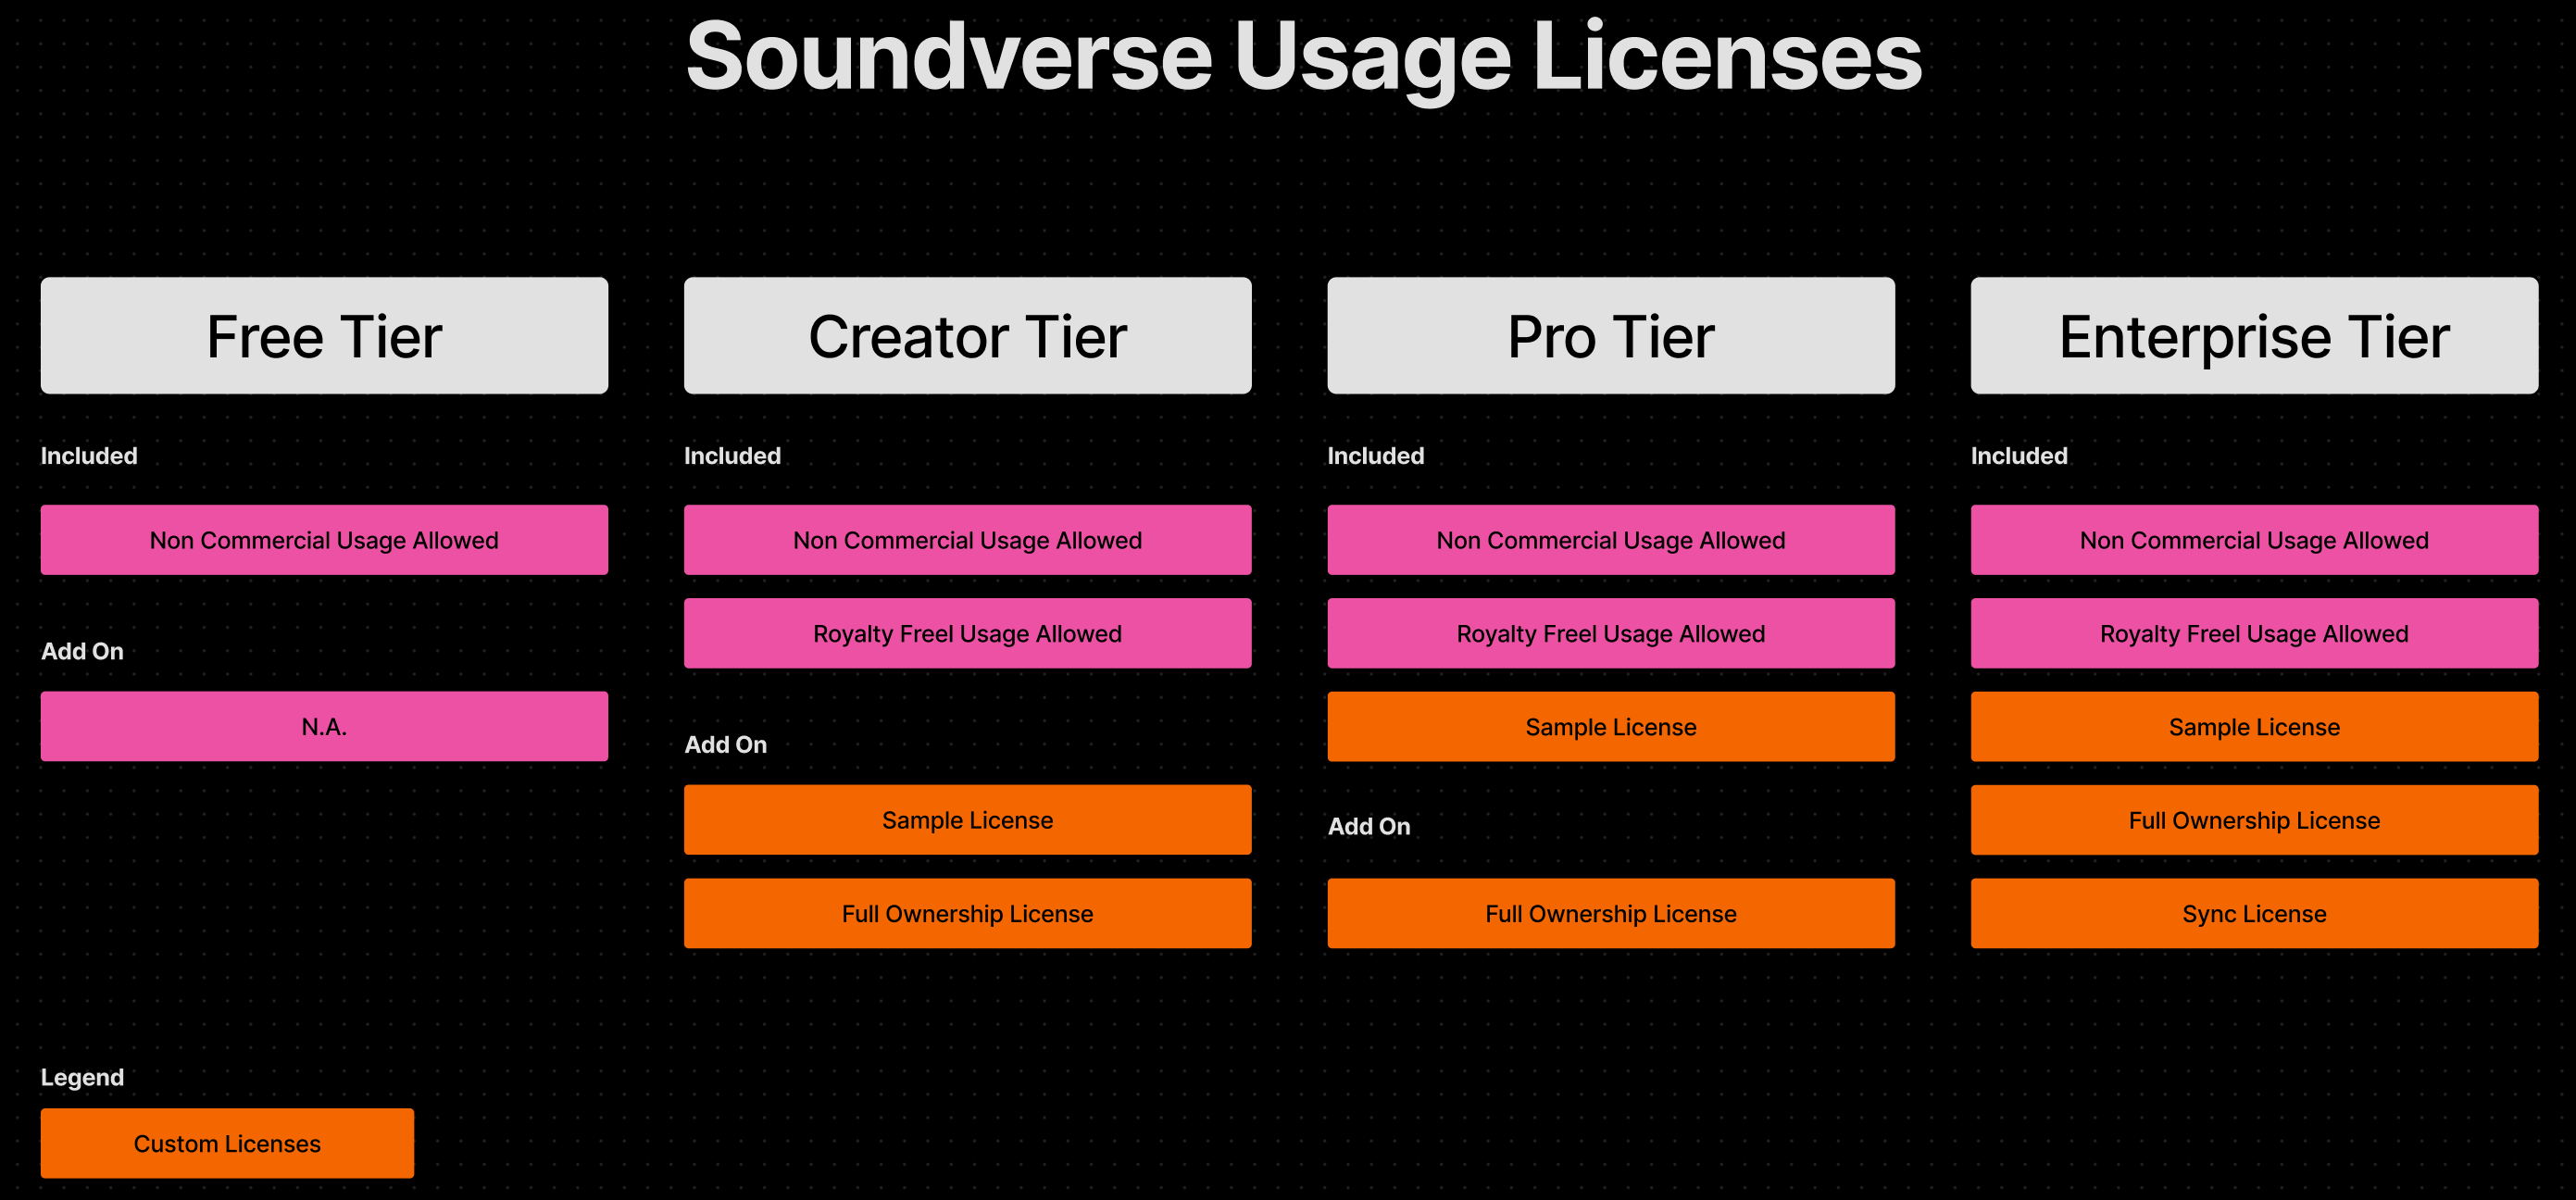 Soundverse Usage Licenses
Free Tier
Included
Non Commercial Usage Allowed
Add On
N.A.
Creator Tier
Included
Non Commercial Usage Allowed
Royalty Freel Usage Allowed
Add On
Sample License
Full Ownership License
Pro Tier
Included
Non Commercial Usage Allowed
Royalty Freel Usage Allowed
Sample License
Add On
Full Ownership License
Enterprise Tier
Included
Non Commercial Usage Allowed
Royalty Freel Usage Allowed
Sample License
Full Ownership License
Sync License
Legend
Custom Licenses